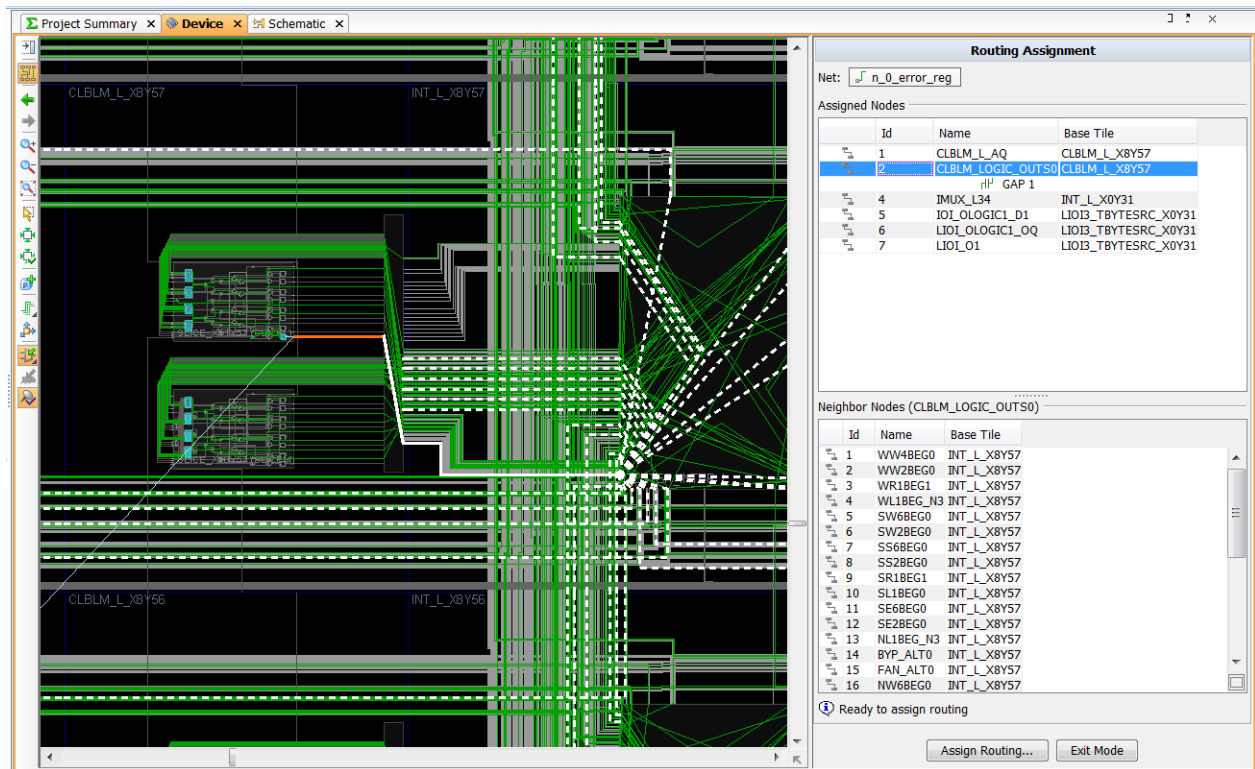 Σ Project Summary × Device × Schematic ×
CLBLM_L_X8Y57 INT_L_X8Y57
CLBLM_L_X8Y56 INT_L_X8Y56
Routing Assignment
Net: n_0_error_reg
Assigned Nodes
Id Name Base Tile
1 CLBLM_L_AQ CLBLM_L_X8Y57
2 CLBLM_LOGIC_OUTS0 CLBLM_L_X8Y57
GAP 1
4 IMUX_L34 INT_L_X0Y31
5 IOI_OLOGIC1_D1 LIOI3_TBYTESRC_X0Y31
6 LIOI_OLOGIC1_OQ LIOI3_TBYTESRC_X0Y31
7 LIOI_O1 LIOI3_TBYTESRC_X0Y31
Neighbor Nodes (CLBLM_LOGIC_OUTS0)
Id Name Base Tile
1 WW4BEG0 INT_L_X8Y57
2 WW2BEG0 INT_L_X8Y57
3 WR1BEG1 INT_L_X8Y57
4 WL1BEG_N3 INT_L_X8Y57
5 SW6BEG0 INT_L_X8Y57
6 SW2BEG0 INT_L_X8Y57
7 SS6BEG0 INT_L_X8Y57
8 SS2BEG0 INT_L_X8Y57
9 SR1BEG1 INT_L_X8Y57
10 SL1BEG0 INT_L_X8Y57
11 SE6BEG0 INT_L_X8Y57
12 SE2BEG0 INT_L_X8Y57
13 NL1BEG_N3 INT_L_X8Y57
14 BYP_ALT0 INT_L_X8Y57
15 FAN_ALT0 INT_L_X8Y57
16 NW6BEG0 INT_L_X8Y57
Ready to assign routing
Assign Routing... Exit Mode